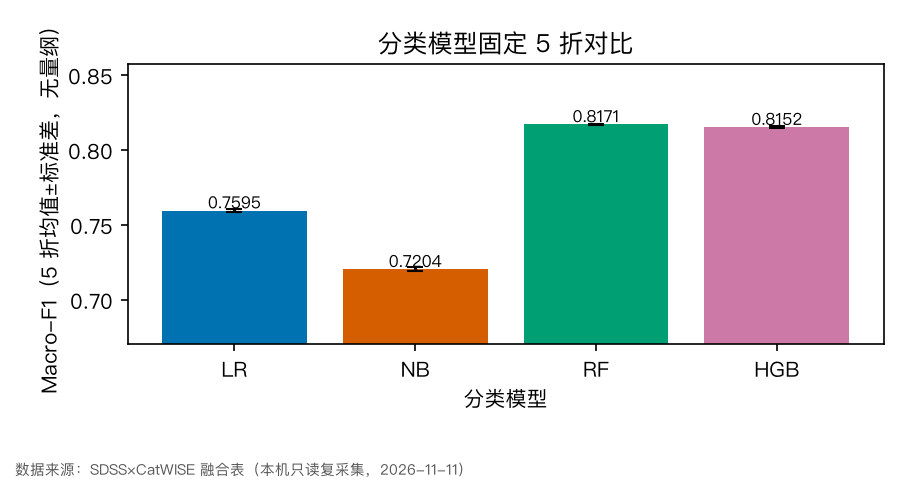 分类模型固定 5 折对比
Macro-F1（5 折均值±标准差，无量纲）
0.85
0.80
0.75
0.70
0.7595
0.7204
0.8171
0.8152
LR
NB
RF
HGB
分类模型
数据来源：SDSS×CatWISE 融合表（本机只读复采集，2026-11-11）